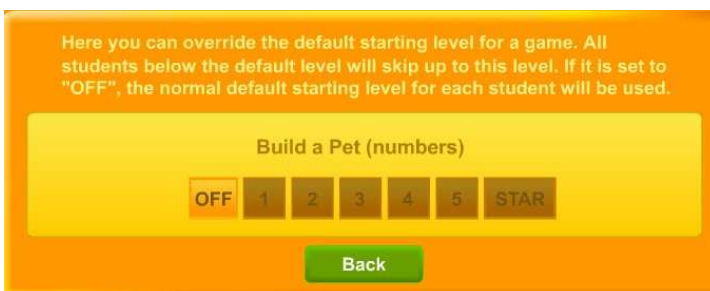 Here you can override the default starting level for a game. All
students below the default level will skip up to this level. If it is set to
"OFF", the normal default starting level for each student will be used.
Build a Pet (numbers)
OFF 1 2 3 4 5 STAR
Back